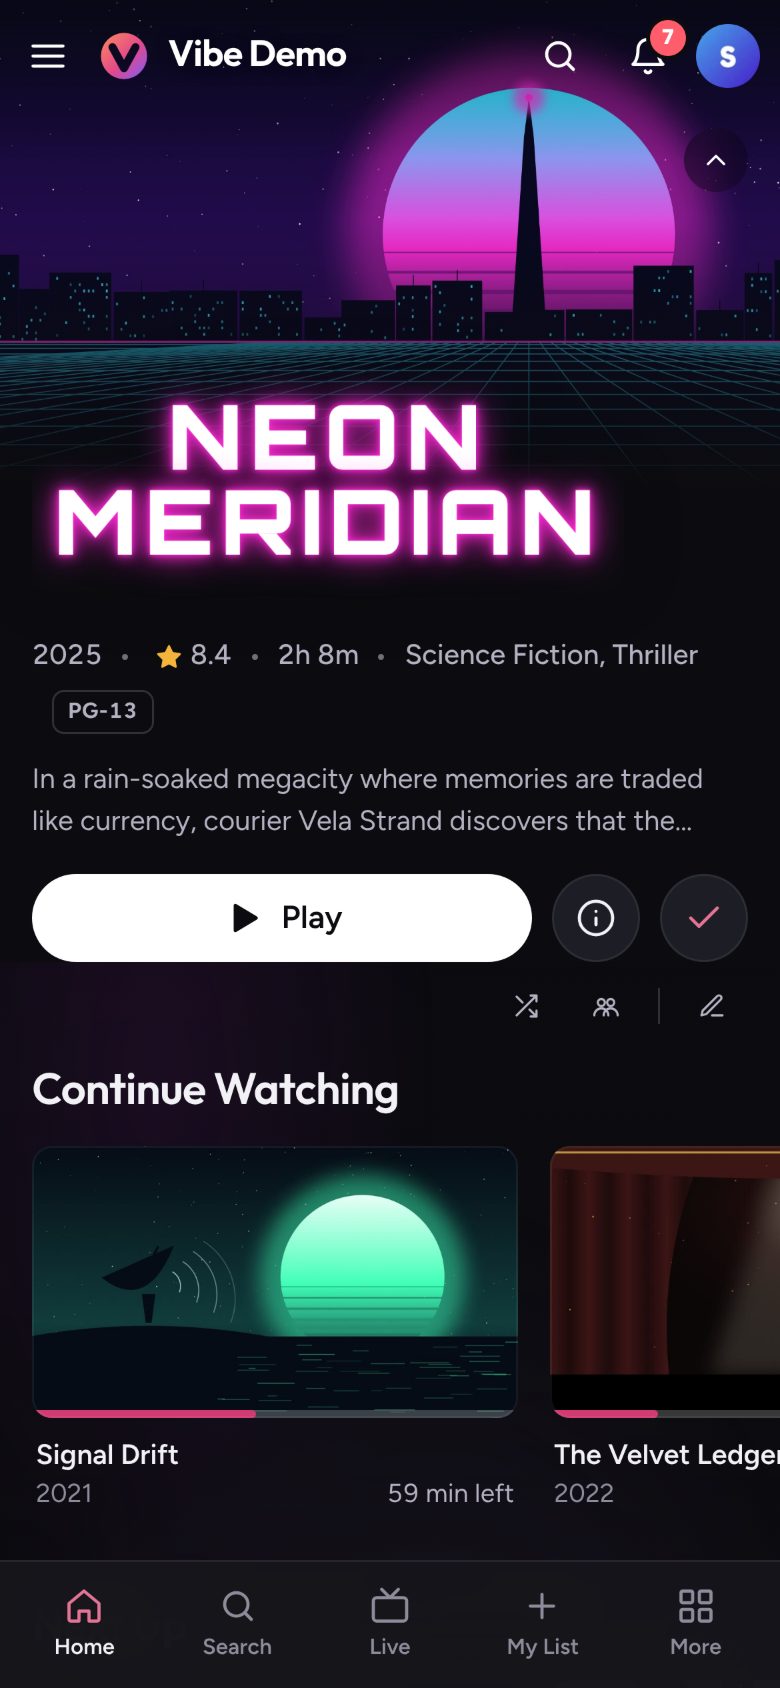 Vibe Demo
7
S
NEON
MERIDIAN
2025 • 8.4 • 2h 8m • Science Fiction, Thriller
PG-13
In a rain-soaked megacity where memories are traded
like currency, courier Vela Strand discovers that the...
Play
Continue Watching
Signal Drift
2021
59 min left
The Velvet Ledger
2022
Home
Search
Live
My List
More